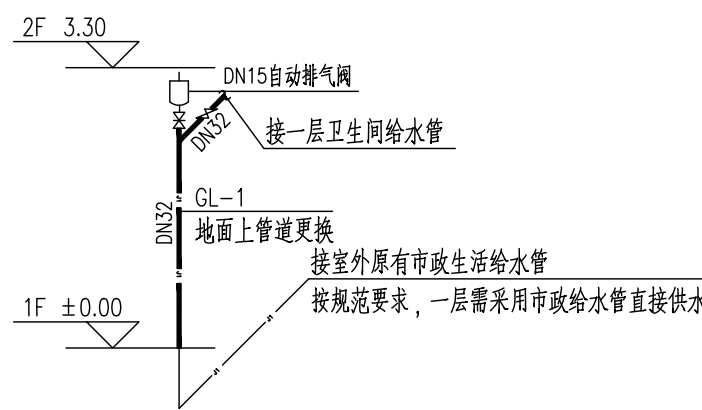 2F 3.30
DN15自动排气阀
DN32
接一层卫生间给水管
DN32
GL-1
地面上管道更换
接室外原有市政生活给水管
1F ±0.00
按规范要求，一层需采用市政给水管直接供水